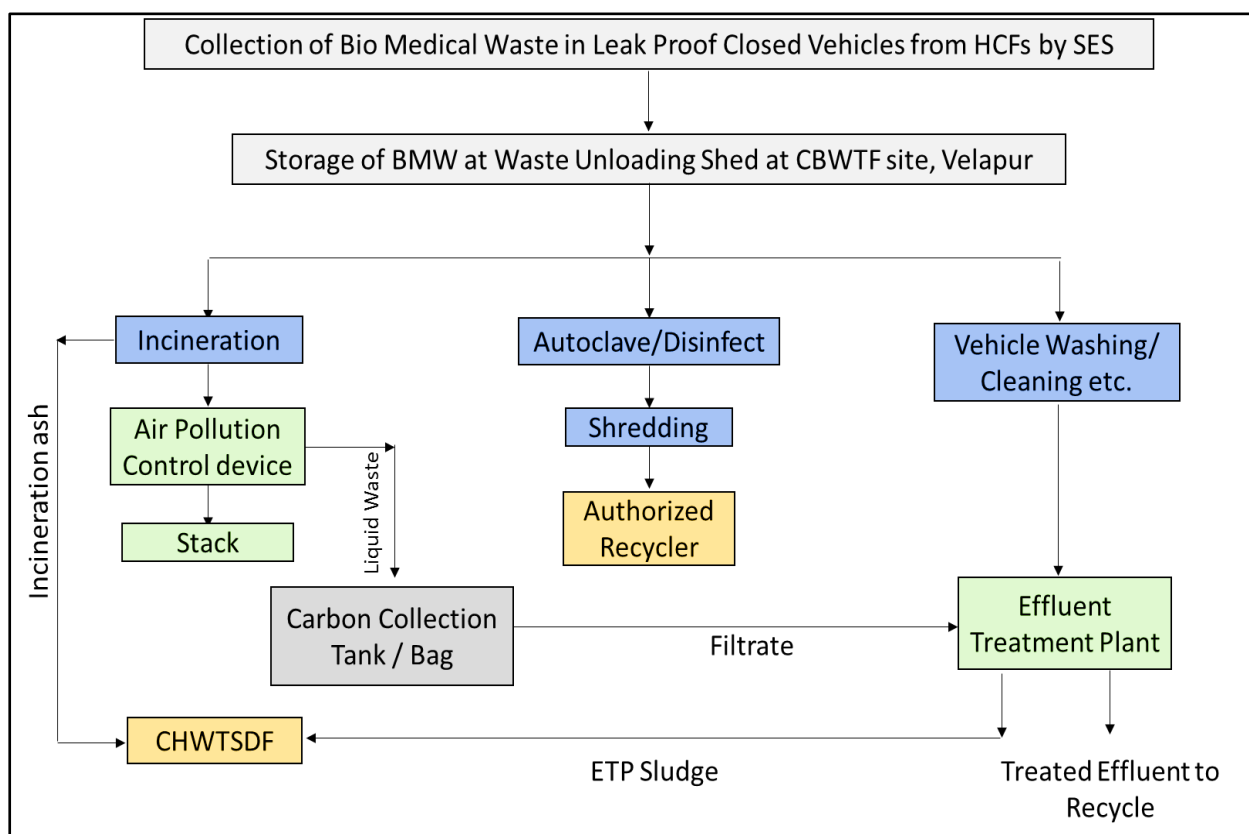 Collection of Bio Medical Waste in Leak Proof Closed Vehicles from HCFs by SES
Storage of BMW at Waste Unloading Shed at CBWTF site, Velapur
Incineration
Autoclave/Disinfect
Vehicle Washing/
Cleaning etc.
Incineration ash
Air Pollution
Control device
Liquid Waste
Shredding
Stack
Authorized
Recycler
Carbon Collection
Tank / Bag
Filtrate
Effluent
Treatment Plant
CHWTSDF
ETP Sludge
Treated Effluent to
Recycle